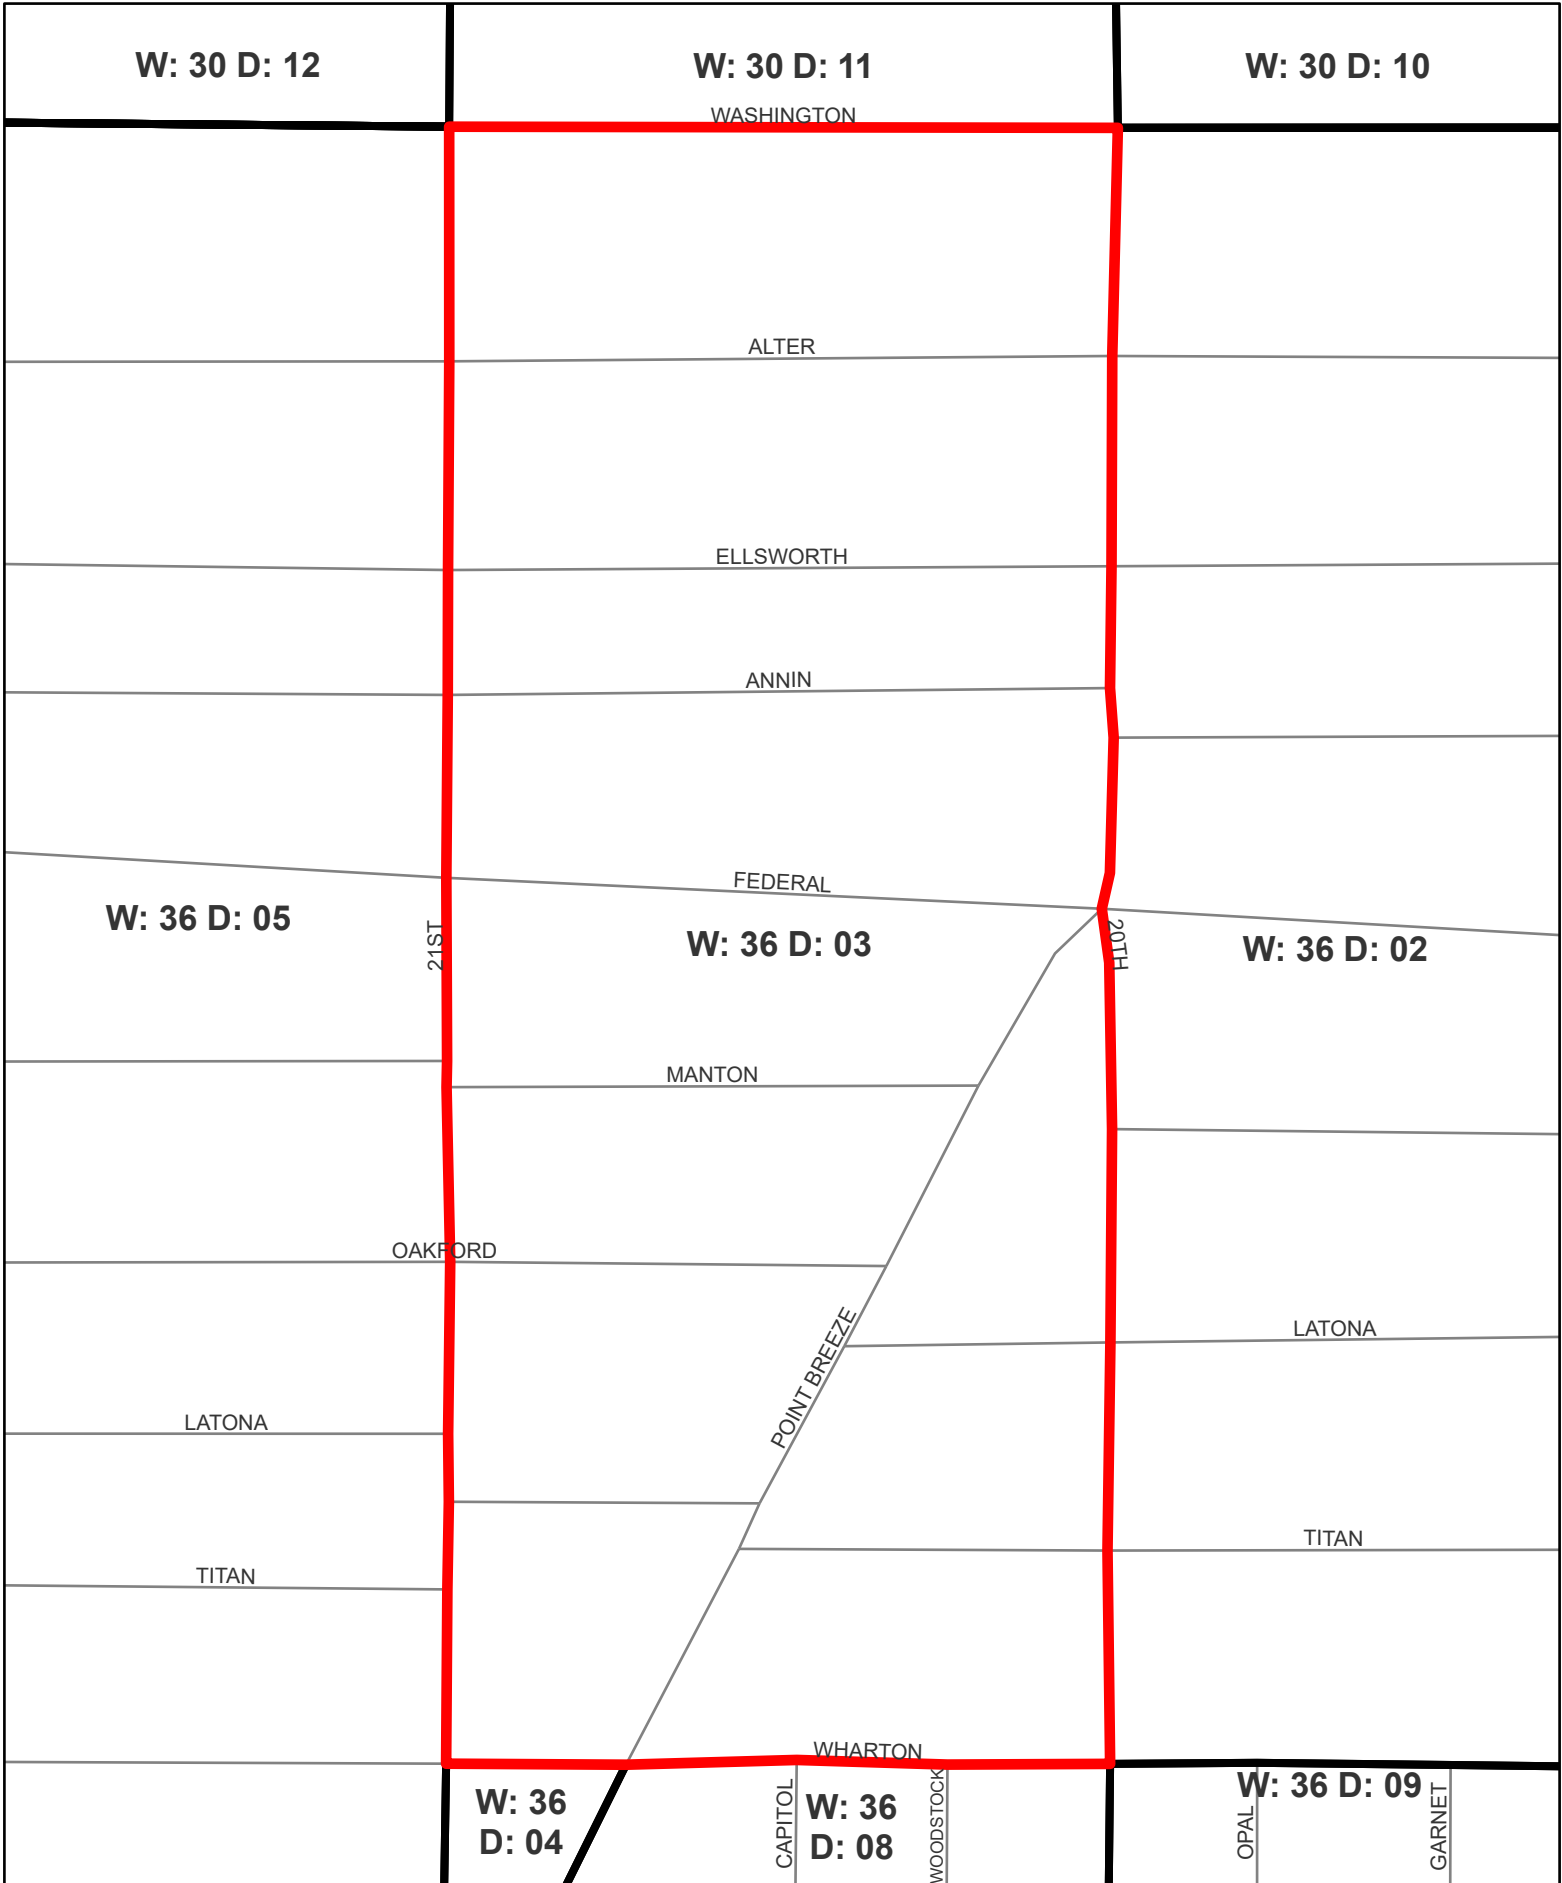 W: 30 D: 12
W: 30 D: 11
W: 30 D: 10
WASHINGTON
ALTER
ELLSWORTH
ANNIN
FEDERAL
W: 36 D: 05
21ST
W: 36 D: 03
20TH
W: 36 D: 02
MANTON
OAKFORD
POINT BREEZE
LATONA
LATONA
TITAN
TITAN
WHARTON
W: 36
D: 04
CAPITOL
W: 36
D: 08
WOODSTOCK
W: 36 D: 09
OPAL
GARNET